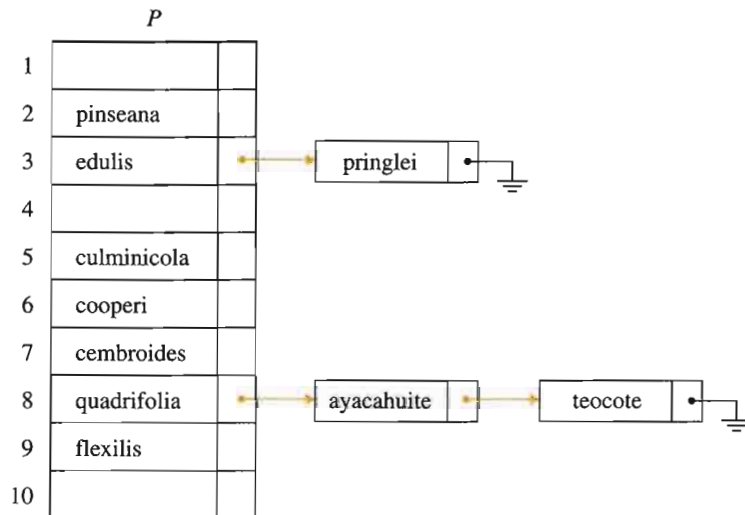 P
1
2 pinseana
3 edulis pringlei
4
5 culminicola
6 cooperi
7 cembroides
8 quadrifolia ayacahuite teocote
9 flexilis
10